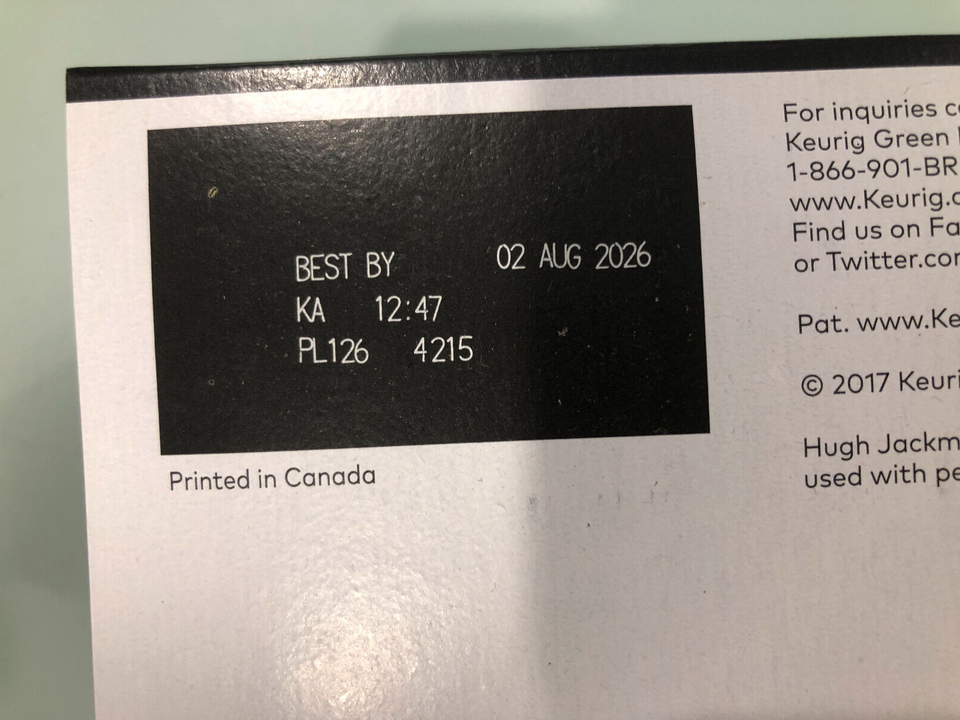 BEST BY 02 AUG 2026
KA 12:47
PL126 4215
Printed in Canada
For inquiries
Keurig Green
1-866-901-BR
www.Keurig.
Find us on Fa
or Twitter.com
Pat. www.Ke
© 2017 Keuri
Hugh Jackm
used with pe